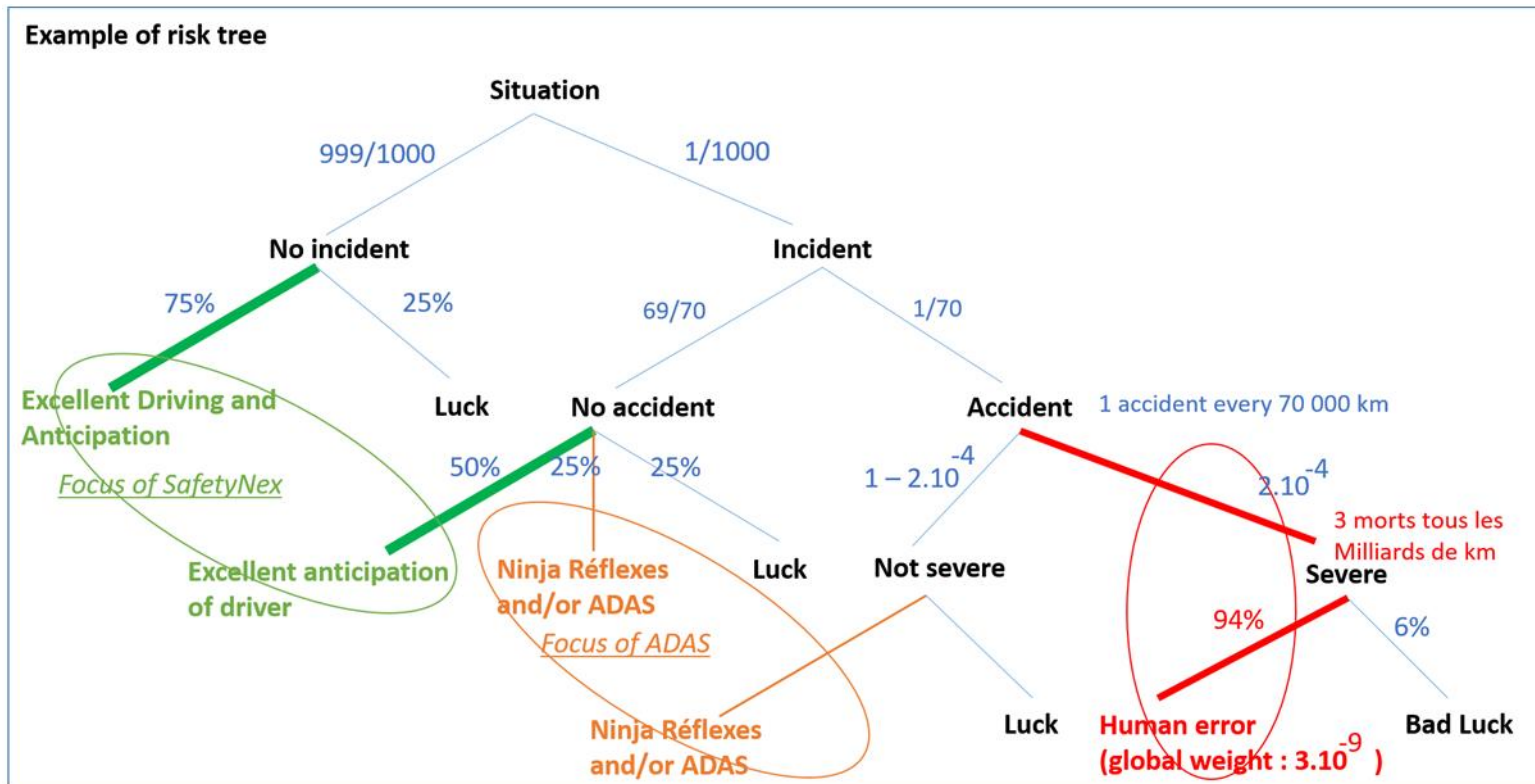 Example of risk tree
Situation
999/1000
1/1000
No incident
Incident
75%
25%
69/70
1/70
Excellent Driving and
Anticipation
Luck
No accident
Accident
1 accident every 70 000 km
Focus of SafetyNex
50%
25%
25%
1 – 2.10⁻⁴
2.10⁻⁴
3 morts tous les
Milliards de km
Excellent anticipation
of driver
Ninja Réflexes
and/or ADAS
Luck
Not severe
Severe
Focus of ADAS
94%
6%
Ninja Réflexes
and/or ADAS
Luck
Human error
(global weight : 3.10⁻⁹ )
Bad Luck